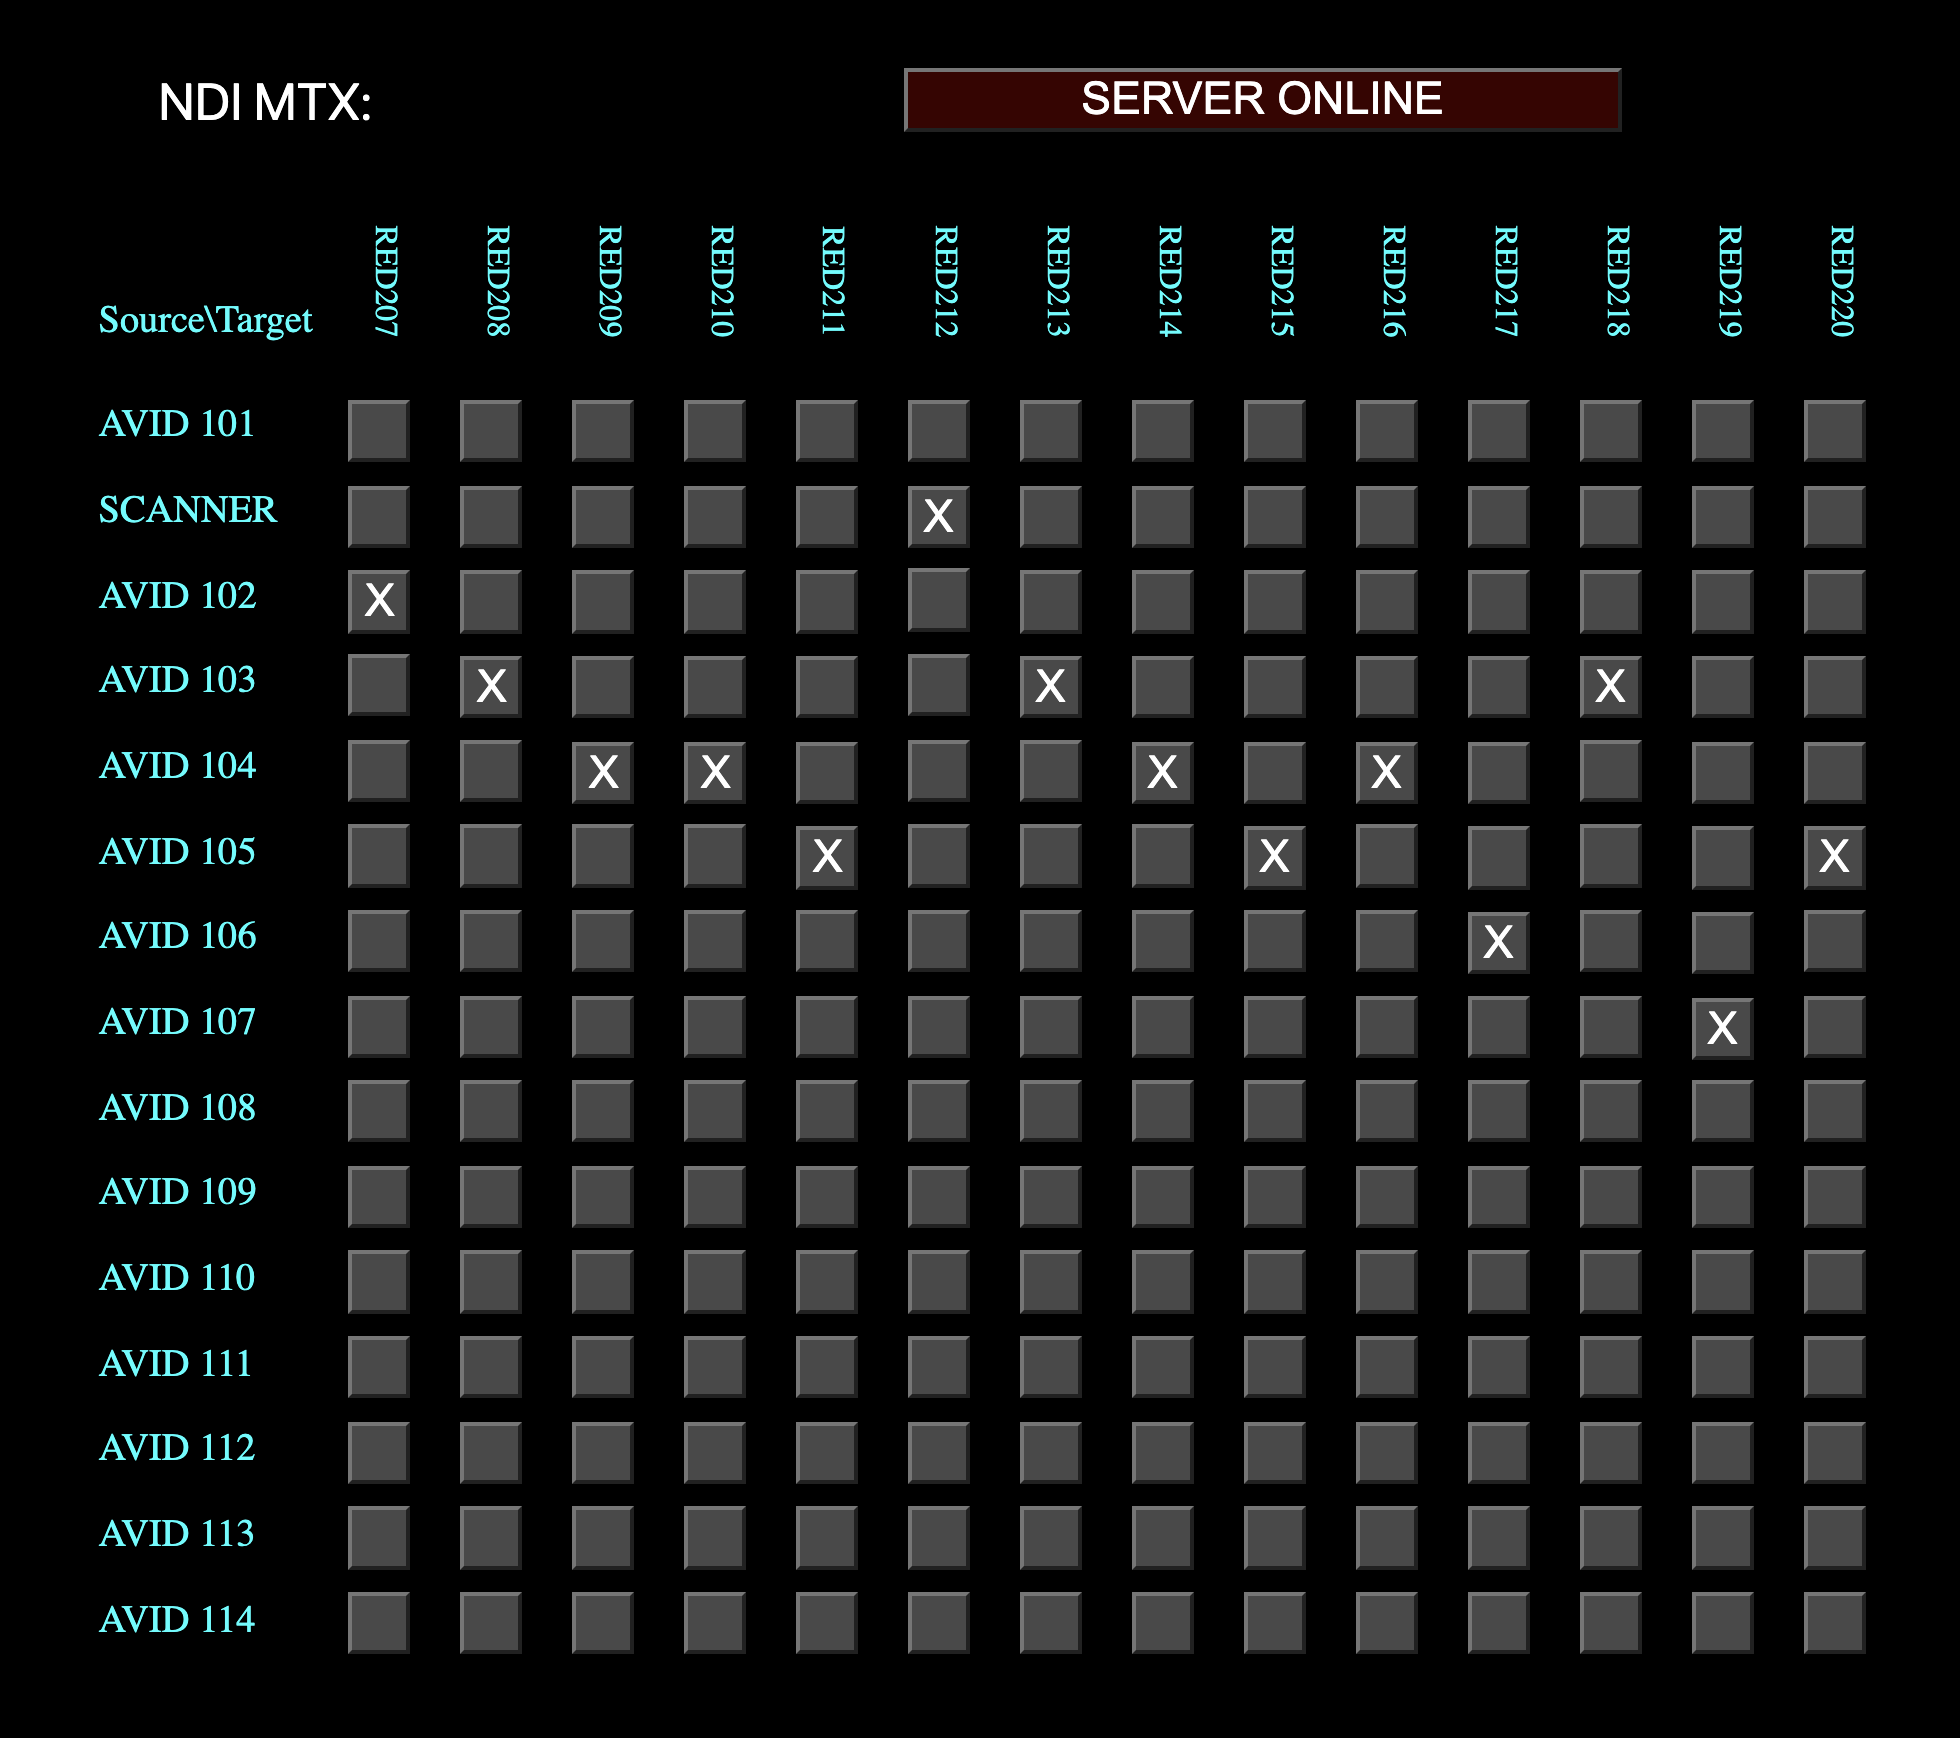 NDI MTX: SERVER ONLINE
Source\Target RED207 RED208 RED209 RED210 RED211 RED212 RED213 RED214 RED215 RED216 RED217 RED218 RED219 RED220
AVID 101
SCANNER X
AVID 102 X
AVID 103 X X X
AVID 104 X X X X
AVID 105 X X X
AVID 106 X
AVID 107 X
AVID 108
AVID 109
AVID 110
AVID 111
AVID 112
AVID 113
AVID 114